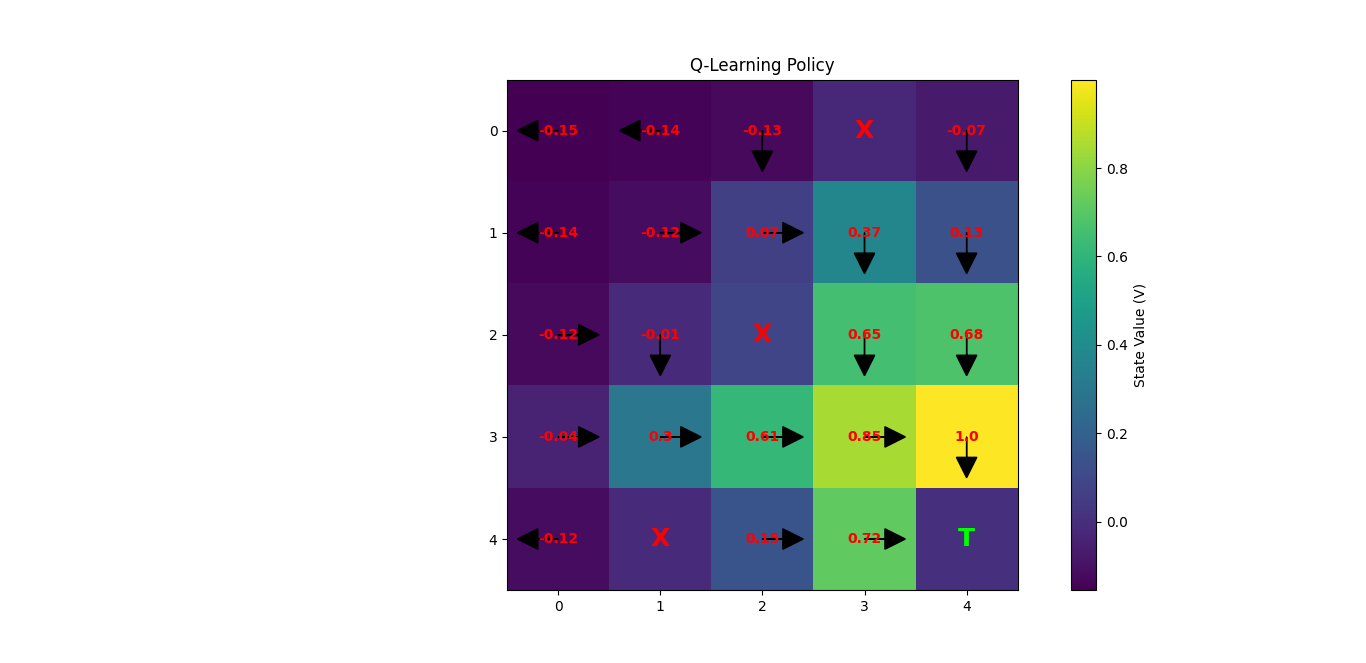 Q-Learning Policy
0 -0.15 -0.14 -0.13 X -0.07
1 -0.14 -0.12 0.07 0.37 0.13
2 -0.12 -0.01 X 0.65 0.68
3 -0.04 0.3 0.61 0.85 1.0
4 -0.12 X 0.72 T
0 1 2 3 4
0.8
0.6
0.4
0.2
0.0
State Value (V)